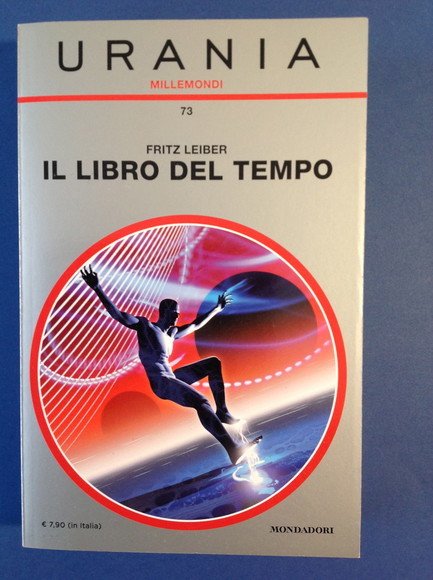 URANIA
MILLEMONDI
73
FRITZ LEIBER
IL LIBRO DEL TEMPO
€ 7,90 (in Italia)
MONDADORI